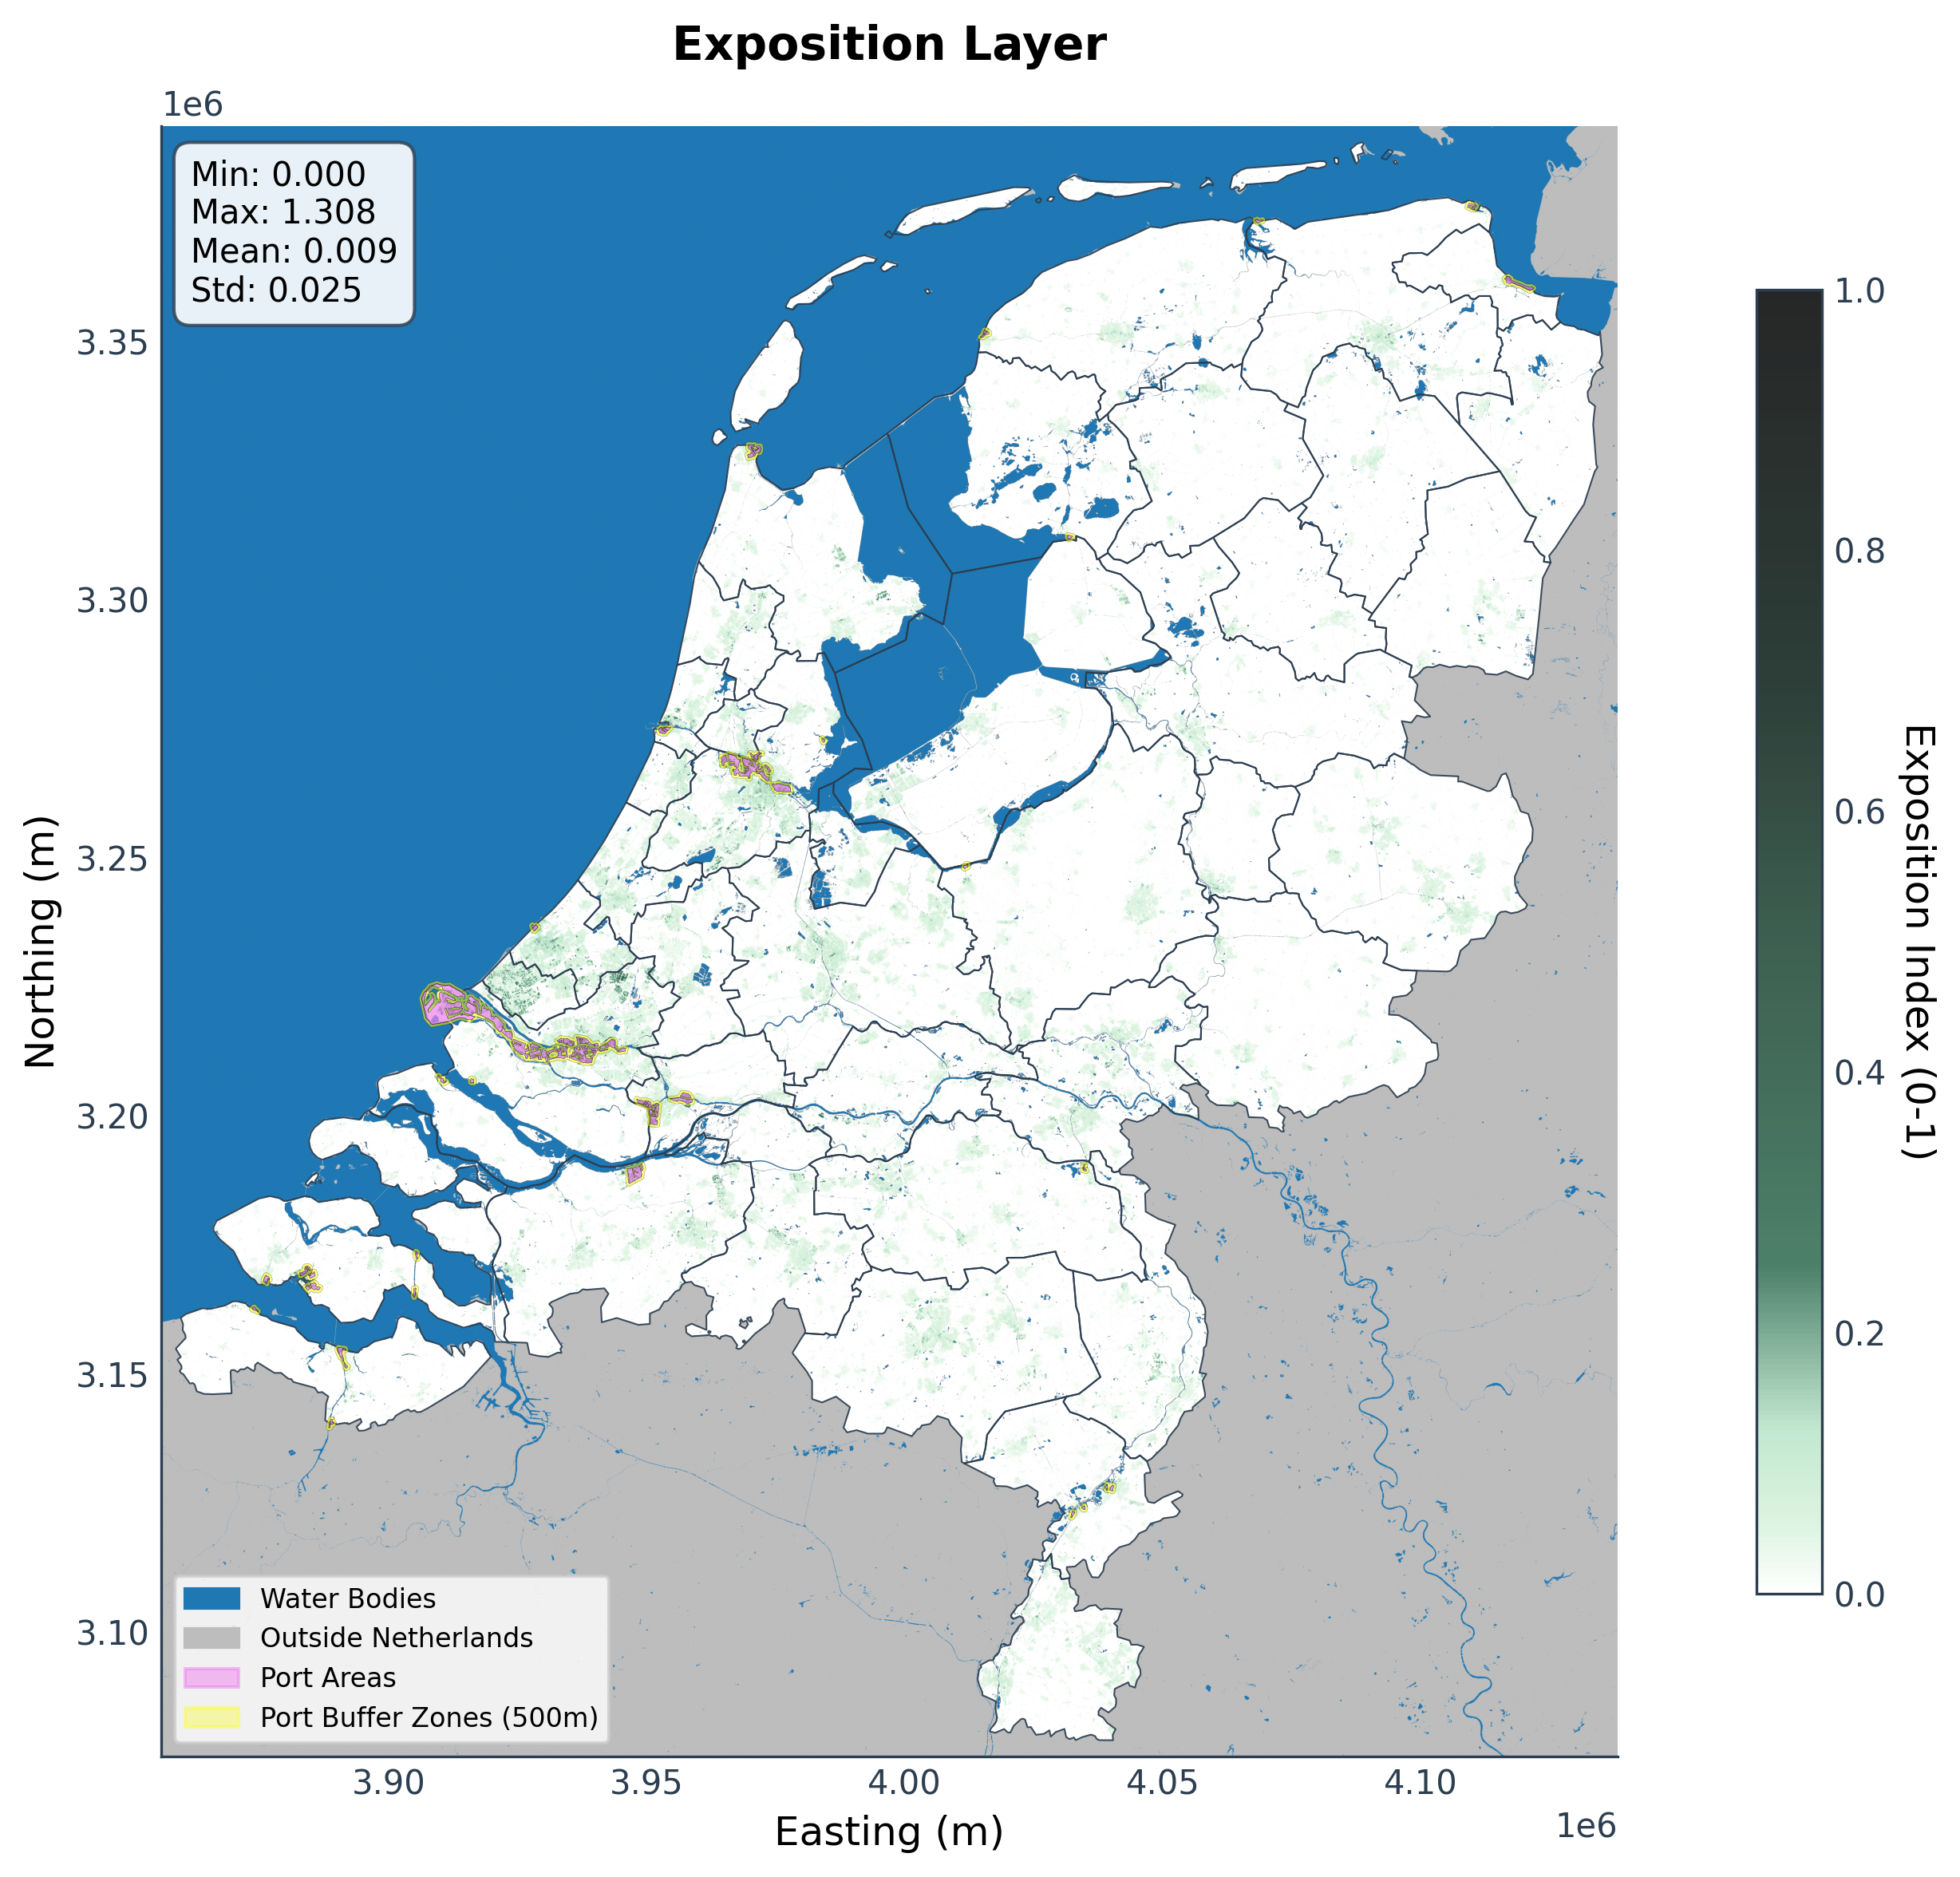 Exposition Layer
1e6
Min: 0.000
Max: 1.308
Mean: 0.009
Std: 0.025
3.35
3.30
3.25
3.20
3.15
3.10
Northing (m)
Water Bodies
Outside Netherlands
Port Areas
Port Buffer Zones (500m)
3.90
3.95
4.00
4.05
4.10
1e6
Easting (m)
1.0
0.8
0.6
0.4
0.2
0.0
Exposition Index (0-1)